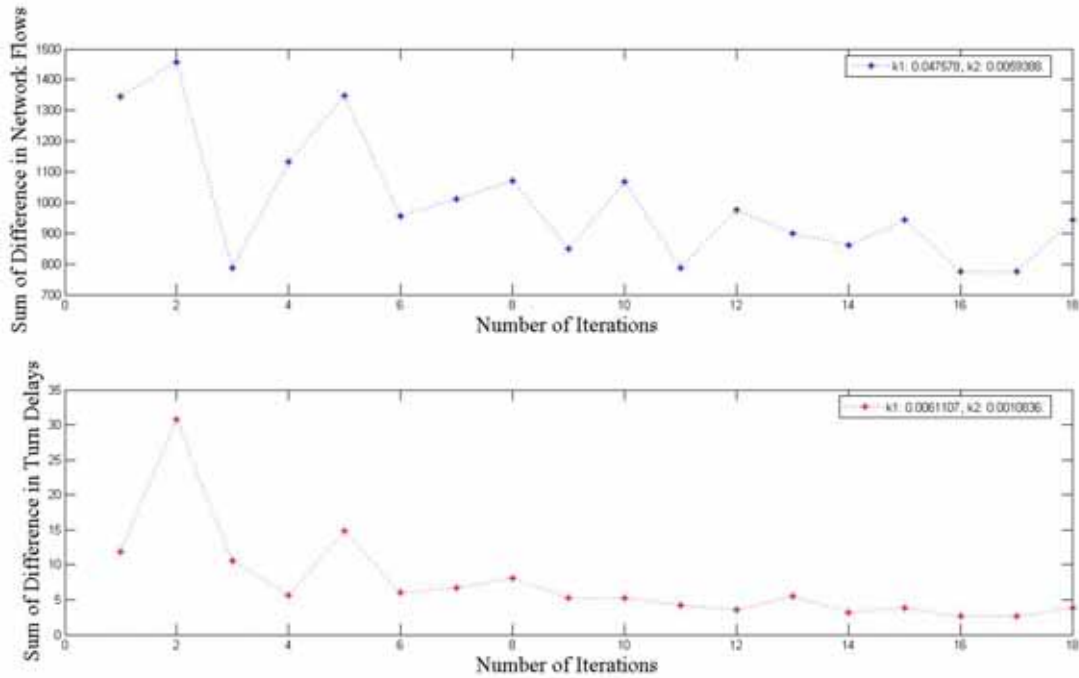 Sum of Difference in Network Flows
1500
1400
1300
1200
1100
1000
900
800
700
0 2 4 6 8 10 12 14 16 18
k1: 0.047578, k2: 0.0059388
Number of Iterations
Sum of Difference in Turn Delays
35
30
25
20
15
10
5
0
0 2 4 6 8 10 12 14 16 18
k1: 0.0061107, k2: 0.0010836
Number of Iterations